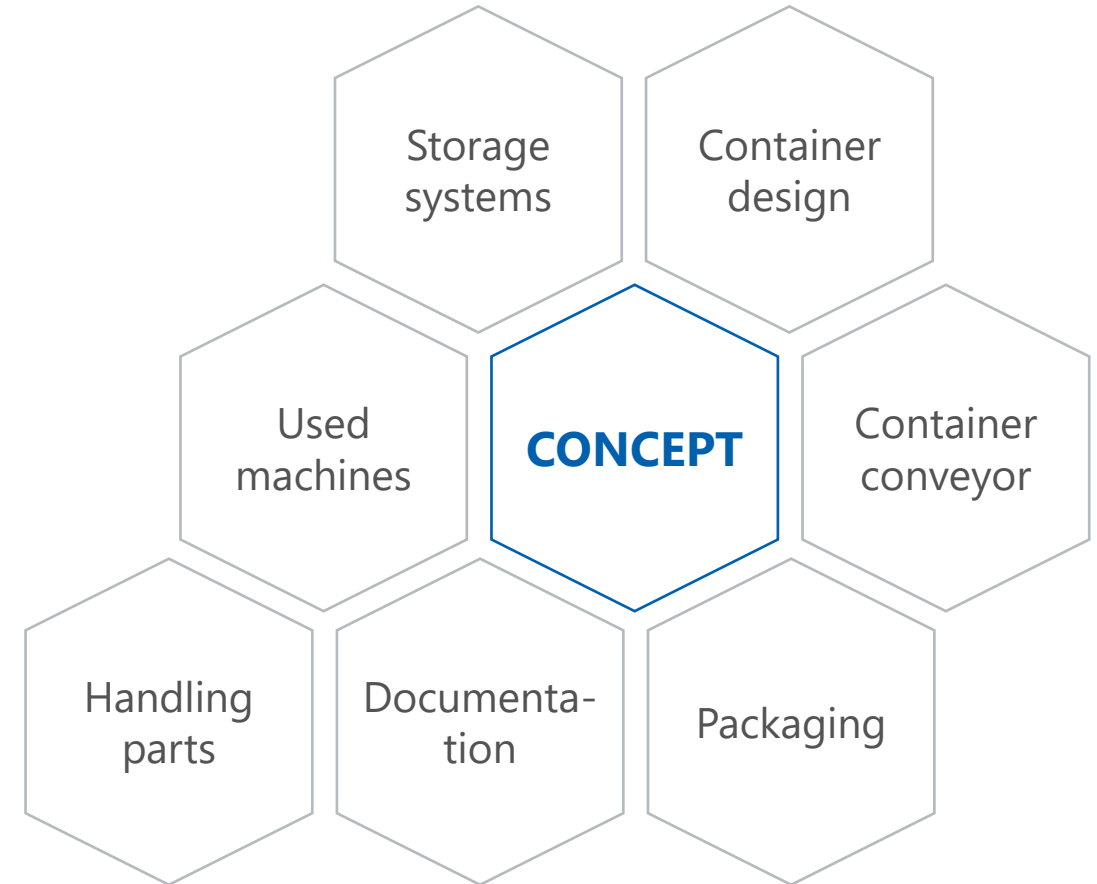 Storage
systems
Container
design
Used
machines
CONCEPT
Container
conveyor
Handling
parts
Documenta-
tion
Packaging